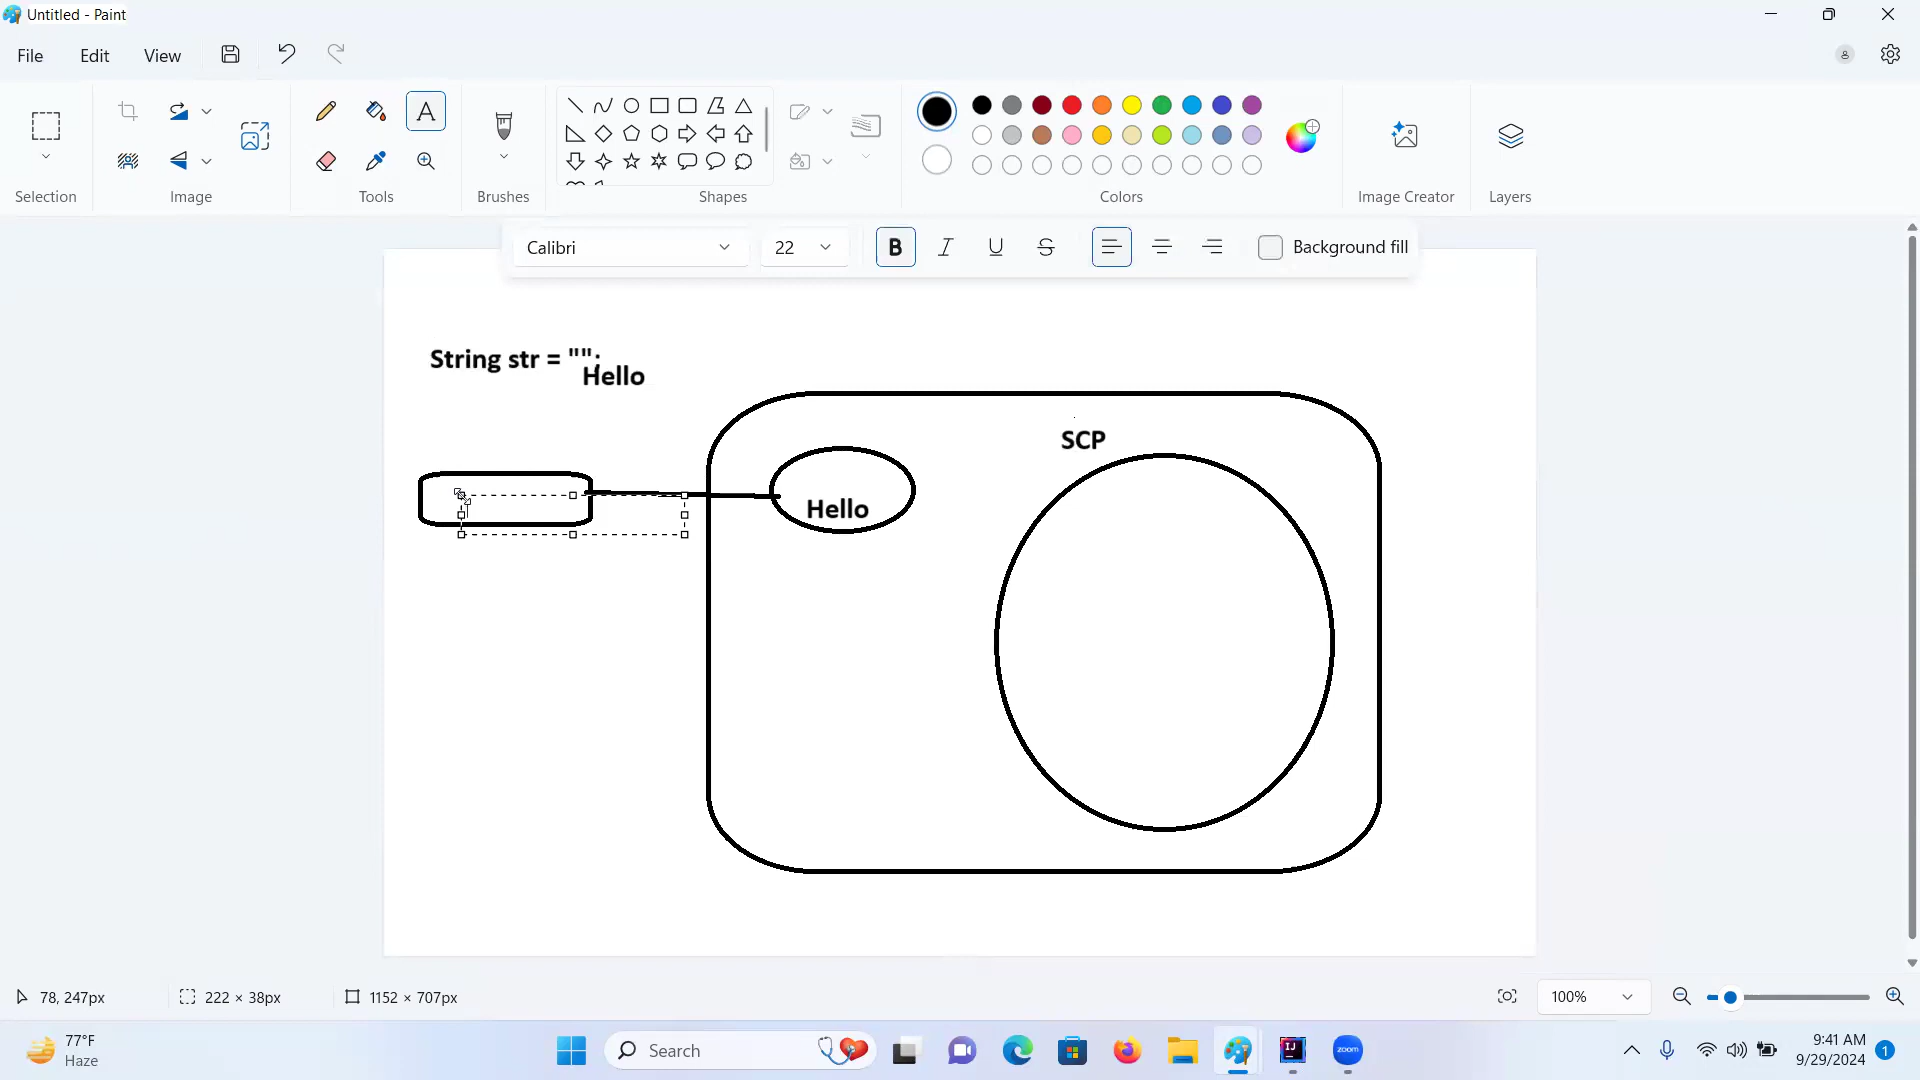 Untitled - Paint
File Edit View
Selection Image Tools Brushes Shapes Colors Image Creator Layers
Calibri 22 B I U S Background fill
String str = "";
Hello
SCP
Hello
78, 247px 222 × 38px 1152 × 707px 100%
77°F
Haze
Search
zoom
9:41 AM
9/29/2024
1